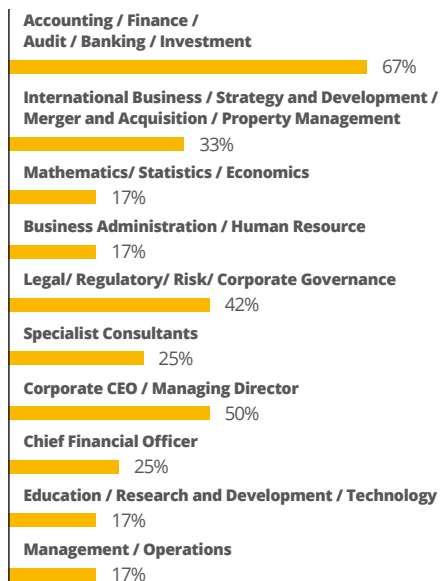 Accounting / Finance /
Audit / Banking / Investment
67%
International Business / Strategy and Development /
Merger and Acquisition / Property Management
33%
Mathematics/ Statistics / Economics
17%
Business Administration / Human Resource
17%
Legal/ Regulatory/ Risk/ Corporate Governance
42%
Specialist Consultants
25%
Corporate CEO / Managing Director
50%
Chief Financial Officer
25%
Education / Research and Development / Technology
17%
Management / Operations
17%